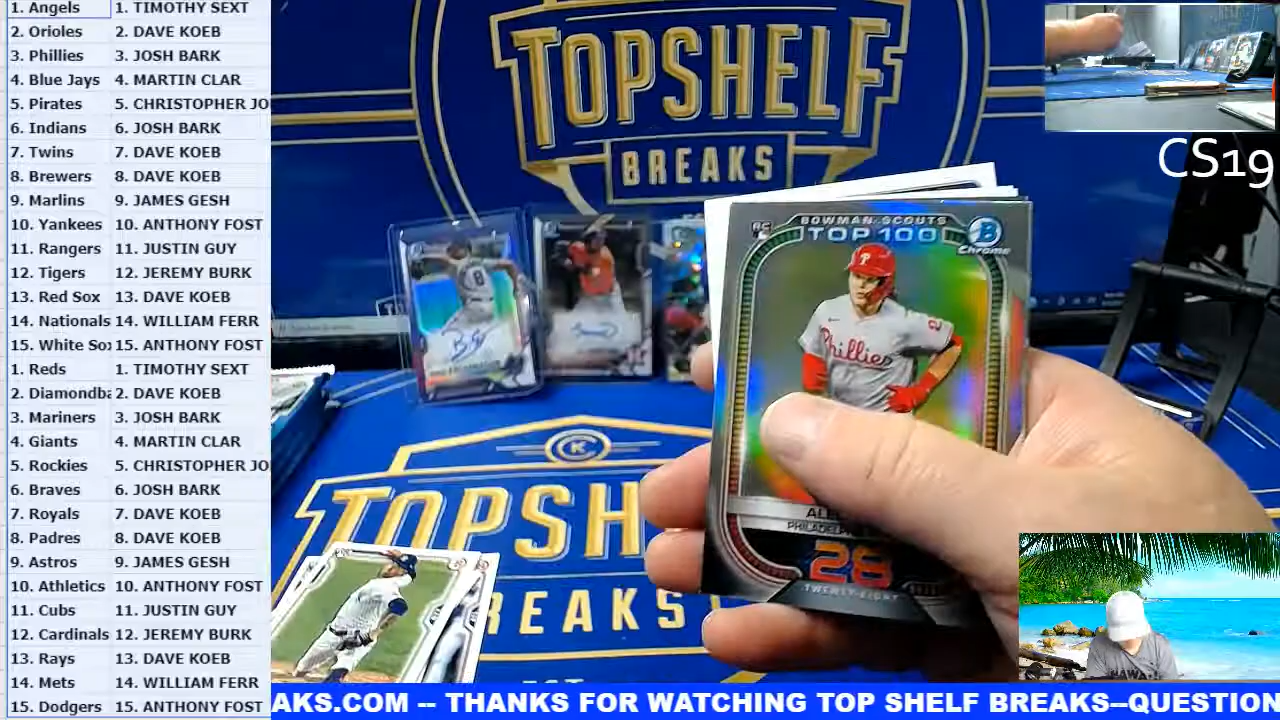 1. Angels 1. TIMOTHY SEXT
2. Orioles 2. DAVE KOEB
3. Phillies 3. JOSH BARK
4. Blue Jays 4. MARTIN CLAR
5. Pirates 5. CHRISTOPHER JO
6. Indians 6. JOSH BARK
7. Twins 7. DAVE KOEB
8. Brewers 8. DAVE KOEB
9. Marlins 9. JAMES GESH
10. Yankees 10. ANTHONY FOST
11. Rangers 11. JUSTIN GUY
12. Tigers 12. JEREMY BURK
13. Red Sox 13. DAVE KOEB
14. Nationals 14. WILLIAM FERR
15. White So 15. ANTHONY FOST
1. Reds 1. TIMOTHY SEXT
2. Diamondba 2. DAVE KOEB
3. Mariners 3. JOSH BARK
4. Giants 4. MARTIN CLAR
5. Rockies 5. CHRISTOPHER JO
6. Braves 6. JOSH BARK
7. Royals 7. DAVE KOEB
8. Padres 8. DAVE KOEB
9. Astros 9. JAMES GESH
10. Athletics 10. ANTHONY FOST
11. Cubs 11. JUSTIN GUY
12. Cardinals 12. JEREMY BURK
13. Rays 13. DAVE KOEB
14. Mets 14. WILLIAM FERR
15. Dodgers 15. ANTHONY FOST
TOPSHELF
BREAKS
CS19
BOWMAN SCOUTS
TOP 100
RC
B
Chrome
P
Phillies
28
TWENTY-EIGHT
8
CK
TOPSH
REAKS
EST
AKS.COM -- THANKS FOR WATCHING TOP SHELF BREAKS--QUESTION